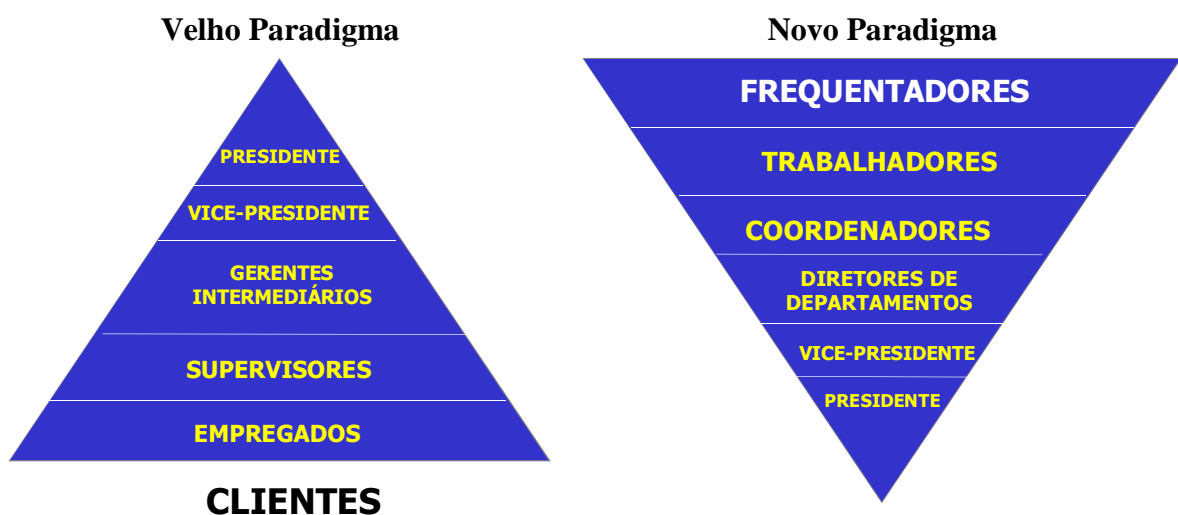 Velho Paradigma
PRESIDENTE
VICE-PRESIDENTE
GERENTES
INTERMEDIÁRIOS
SUPERVISORES
EMPREGADOS
CLIENTES
Novo Paradigma
FREQUENTADORES
TRABALHADORES
COORDENADORES
DIRETORES DE
DEPARTAMENTOS
VICE-PRESIDENTE
PRESIDENTE